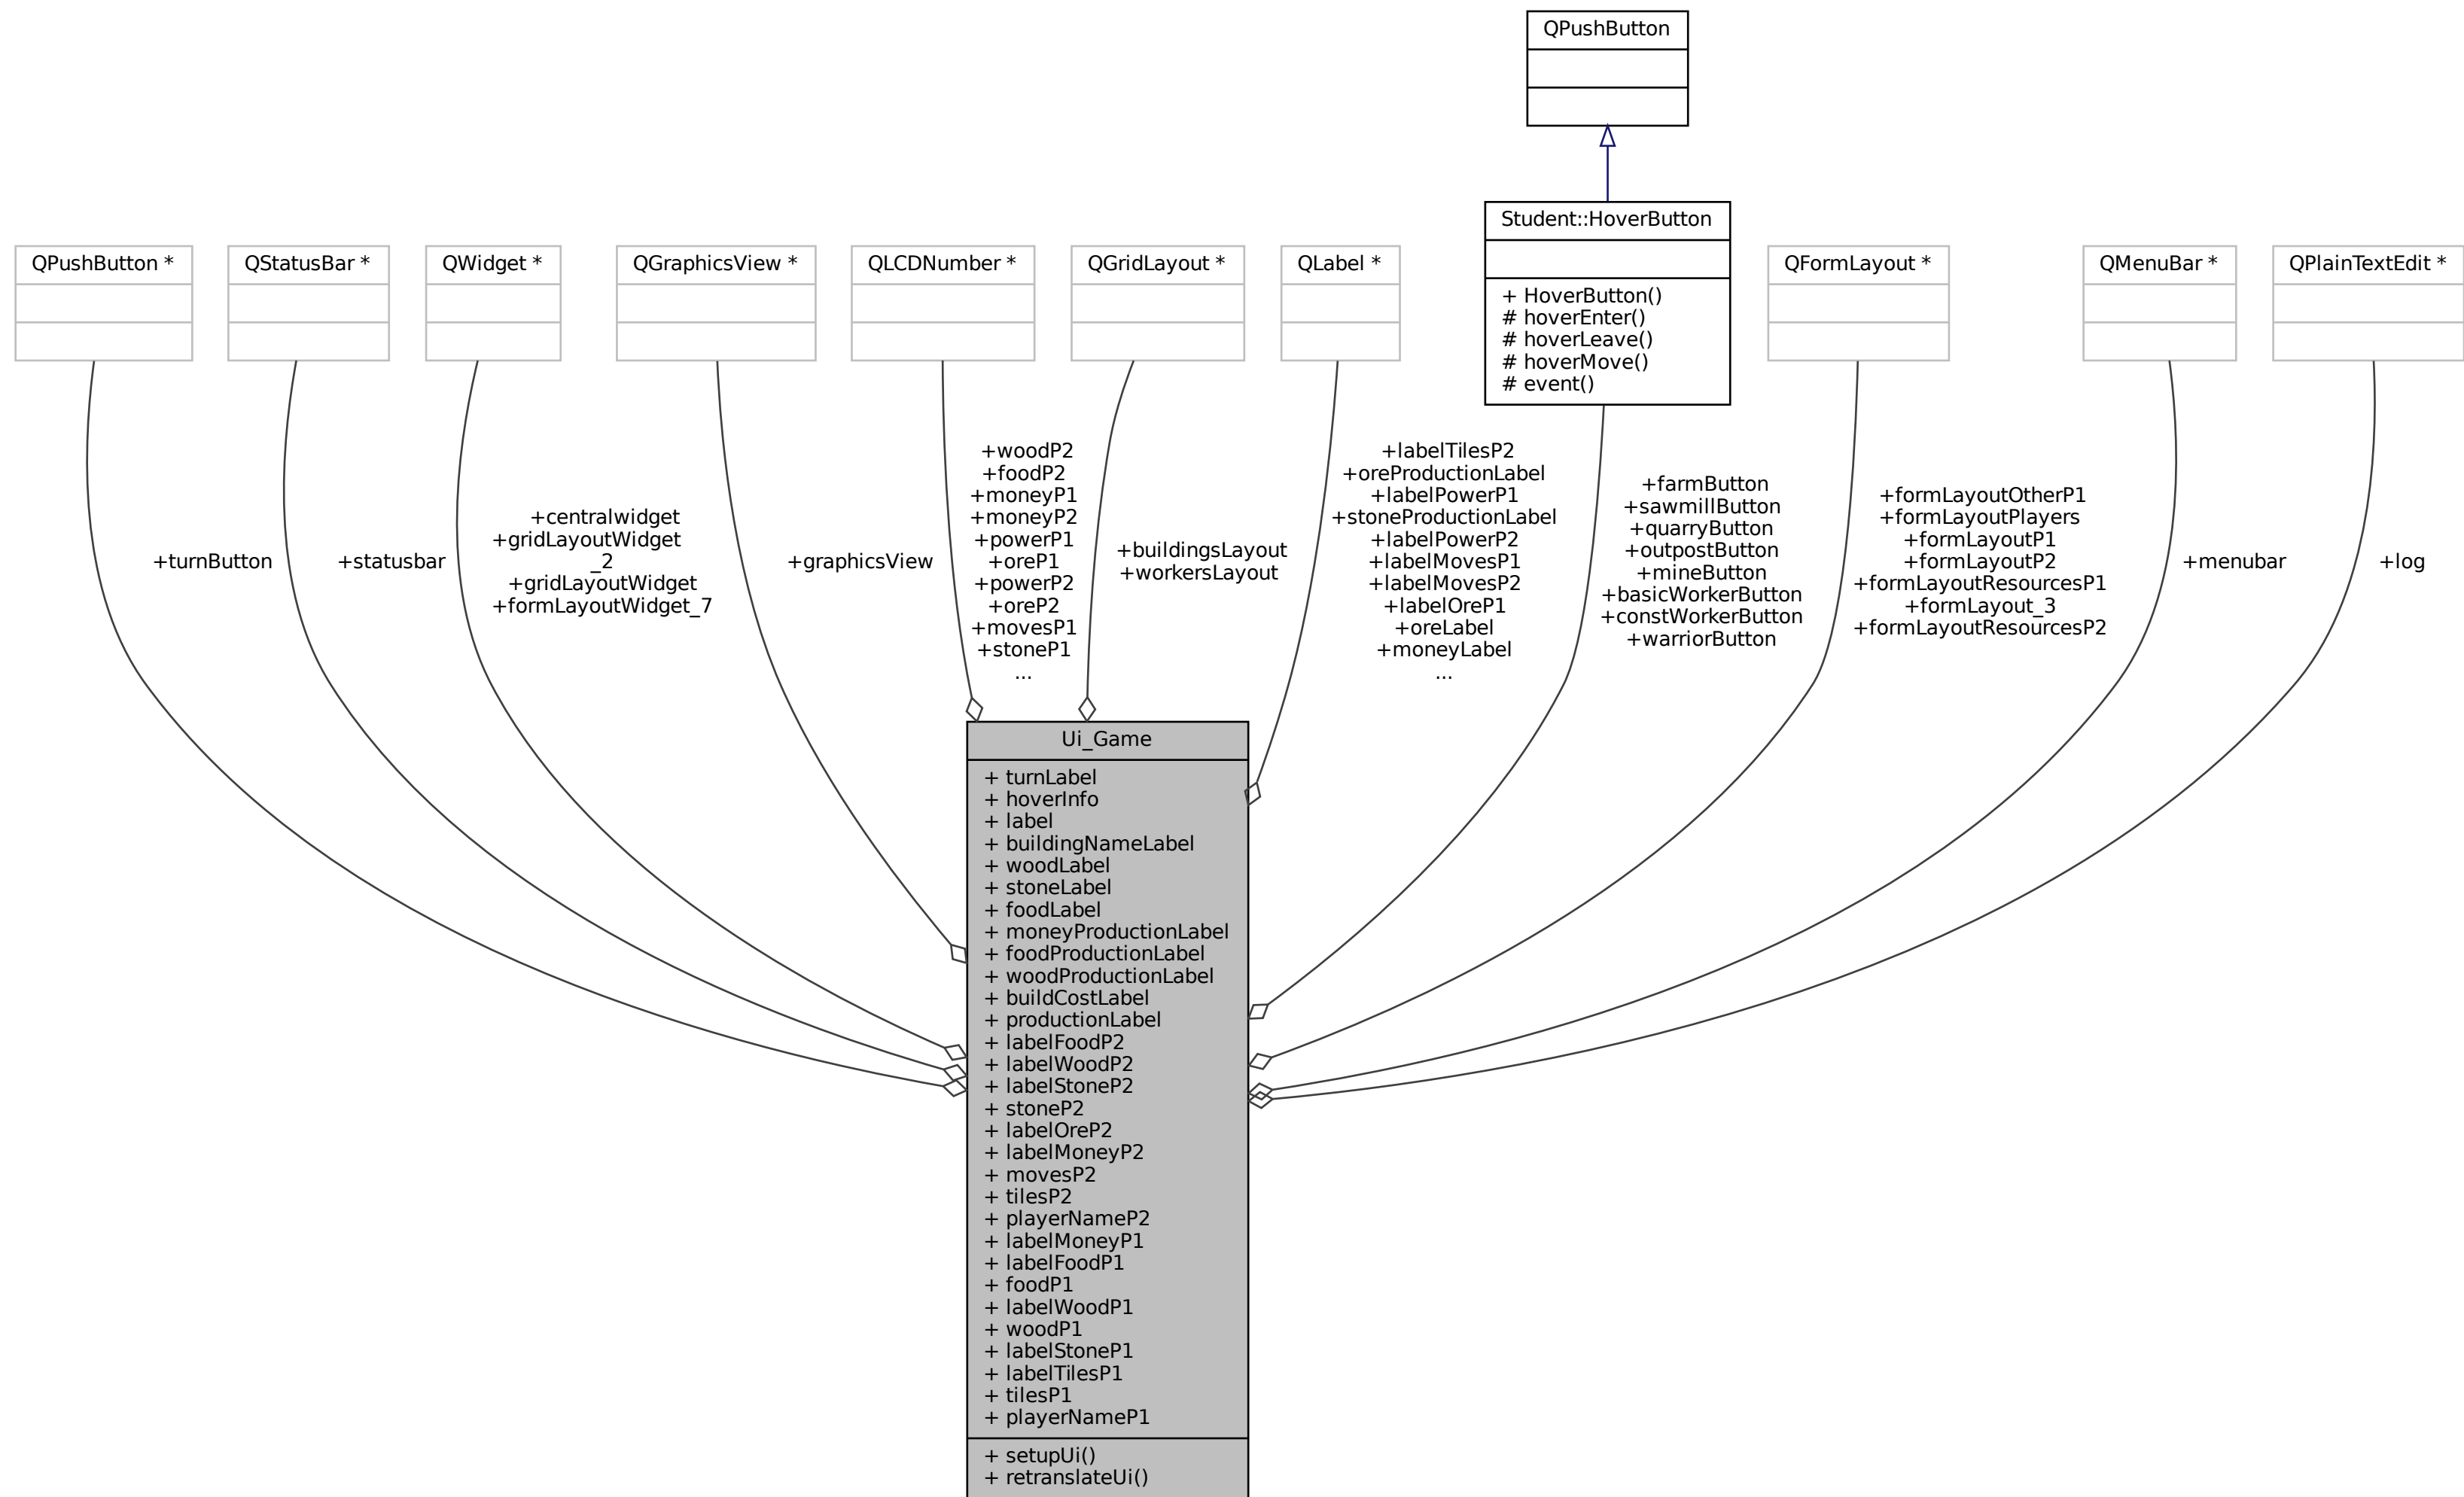 QPushButton
Student::HoverButton
+ HoverButton()
# hoverEnter()
# hoverLeave()
# hoverMove()
# event()
QPushButton *
QStatusBar *
QWidget *
QGraphicsView *
QLCDNumber *
QGridLayout *
QLabel *
QFormLayout *
QMenuBar *
QPlainTextEdit *
+turnButton
+statusbar
+centralwidget
+gridLayoutWidget
_2
+gridLayoutWidget
+formLayoutWidget_7
+graphicsView
+woodP2
+foodP2
+moneyP1
+moneyP2
+powerP1
+oreP1
+powerP2
+oreP2
+movesP1
+stoneP1
...
+buildingsLayout
+workersLayout
+labelTilesP2
+oreProductionLabel
+labelPowerP1
+stoneProductionLabel
+labelPowerP2
+labelMovesP1
+labelMovesP2
+labelOreP1
+oreLabel
+moneyLabel
...
+farmButton
+sawmillButton
+quarryButton
+outpostButton
+mineButton
+basicWorkerButton
+constWorkerButton
+warriorButton
+formLayoutOtherP1
+formLayoutPlayers
+formLayoutP1
+formLayoutP2
+formLayoutResourcesP1
+formLayout_3
+formLayoutResourcesP2
+menubar
+log
Ui_Game
+ turnLabel
+ hoverInfo
+ label
+ buildingNameLabel
+ woodLabel
+ stoneLabel
+ foodLabel
+ moneyProductionLabel
+ foodProductionLabel
+ woodProductionLabel
+ buildCostLabel
+ productionLabel
+ labelFoodP2
+ labelWoodP2
+ labelStoneP2
+ stoneP2
+ labelOreP2
+ labelMoneyP2
+ movesP2
+ tilesP2
+ playerNameP2
+ labelMoneyP1
+ labelFoodP1
+ foodP1
+ labelWoodP1
+ woodP1
+ labelStoneP1
+ labelTilesP1
+ tilesP1
+ playerNameP1
+ setupUi()
+ retranslateUi()